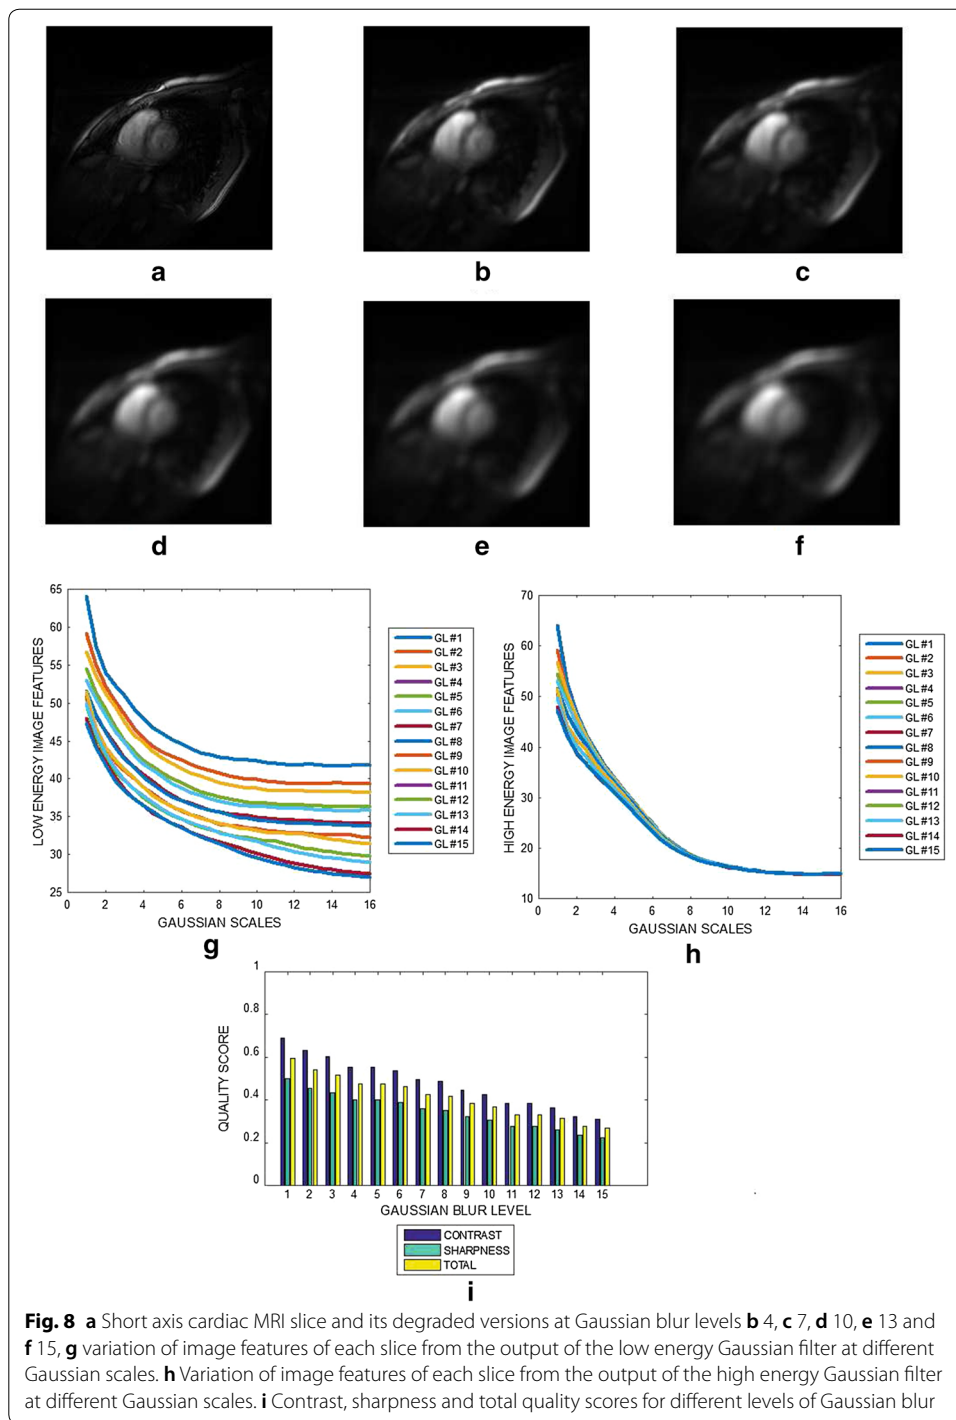 a
b
c
d
e
f
65
60
55
50
45
40
35
30
25
0 2 4 6 8 10 12 14 16
LOW ENERGY IMAGE FEATURES
GAUSSIAN SCALES
GL #1
GL #2
GL #3
GL #4
GL #5
GL #6
GL #7
GL #8
GL #9
GL #10
GL #11
GL #12
GL #13
GL #14
GL #15
g
70
60
50
40
30
20
10
0 2 4 6 8 10 12 14 16
HIGH ENERGY IMAGE FEATURES
GAUSSIAN SCALES
GL #1
GL #2
GL #3
GL #4
GL #5
GL #6
GL #7
GL #8
GL #9
GL #10
GL #11
GL #12
GL #13
GL #14
GL #15
h
1
0.8
0.6
0.4
0.2
0
QUALITY SCORE
1 2 3 4 5 6 7 8 9 10 11 12 13 14 15
GAUSSIAN BLUR LEVEL
CONTRAST
SHARPNESS
TOTAL
i
Fig. 8 a Short axis cardiac MRI slice and its degraded versions at Gaussian blur levels b 4, c 7, d 10, e 13 and
f 15, g variation of image features of each slice from the output of the low energy Gaussian filter at different
Gaussian scales. h Variation of image features of each slice from the output of the high energy Gaussian filter
at different Gaussian scales. i Contrast, sharpness and total quality scores for different levels of Gaussian blur